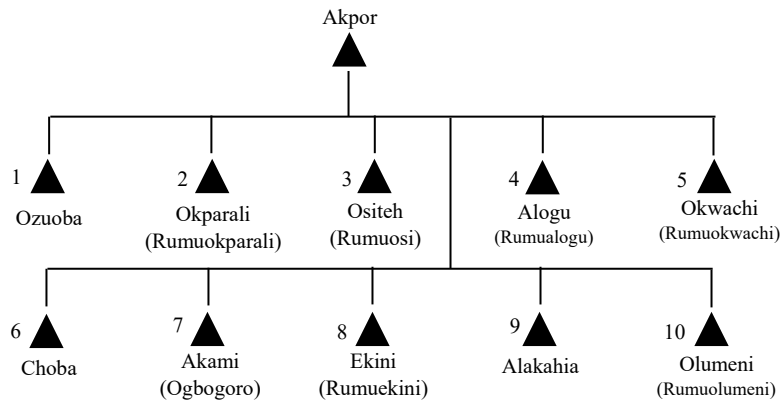 Akpor
1 2 3 4 5
Ozuoba Okparali Ositeh Alogu Okwachi
(Rumuokparali) (Rumuosi) (Rumualogu) (Rumuokwachi)
6 7 8 9 10
Choba Akami Ekini Alakahia Olumeni
(Ogbogoro) (Rumuekini) (Rumuolumeni)